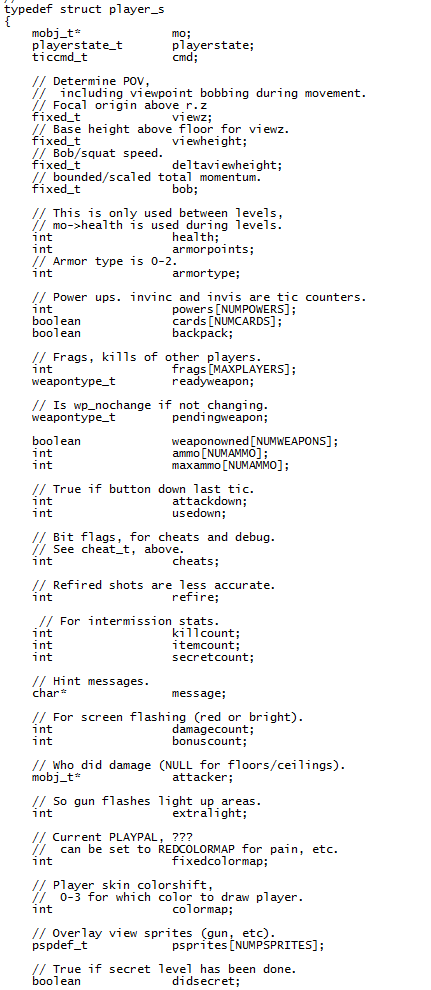 //
typedef struct player_s
{
    mobj_t*             mo;
    playerstate_t       playerstate;
    ticcmd_t            cmd;

    // Determine POV,
    //  including viewpoint bobbing during movement.
    // Focal origin above r.z
    fixed_t             viewz;
    // Base height above floor for viewz.
    fixed_t             viewheight;
    // Bob/squat speed.
    fixed_t             deltaviewheight;
    // bounded/scaled total momentum.
    fixed_t             bob;

    // This is only used between levels,
    // mo->health is used during levels.
    int                 health;
    int                 armorpoints;
    // Armor type is 0-2.
    int                 armortype;

    // Power ups. invinc and invis are tic counters.
    int                 powers[NUMPOWERS];
    boolean             cards[NUMCARDS];
    boolean             backpack;

    // Frags, kills of other players.
    int                 frags[MAXPLAYERS];
    weapontype_t        readyweapon;

    // Is wp_nochange if not changing.
    weapontype_t        pendingweapon;

    boolean             weaponowned[NUMWEAPONS];
    int                 ammo[NUMAMMO];
    int                 maxammo[NUMAMMO];

    // True if button down last tic.
    int                 attackdown;
    int                 usedown;

    // Bit flags, for cheats and debug.
    // See cheat_t, above.
    int                 cheats;

    // Refired shots are less accurate.
    int                 refire;

     // For intermission stats.
    int                 killcount;
    int                 itemcount;
    int                 secretcount;

    // Hint messages.
    char*               message;

    // For screen flashing (red or bright).
    int                 damagecount;
    int                 bonuscount;

    // Who did damage (NULL for floors/ceilings).
    mobj_t*             attacker;

    // So gun flashes light up areas.
    int                 extralight;

    // Current PLAYPAL, ???
    //  can be set to REDCOLORMAP for pain, etc.
    int                 fixedcolormap;

    // Player skin colorshift,
    //  0-3 for which color to draw player.
    int                 colormap;

    // Overlay view sprites (gun, etc).
    pspdef_t            psprites[NUMPSPRITES];

    // True if secret level has been done.
    boolean             didsecret;